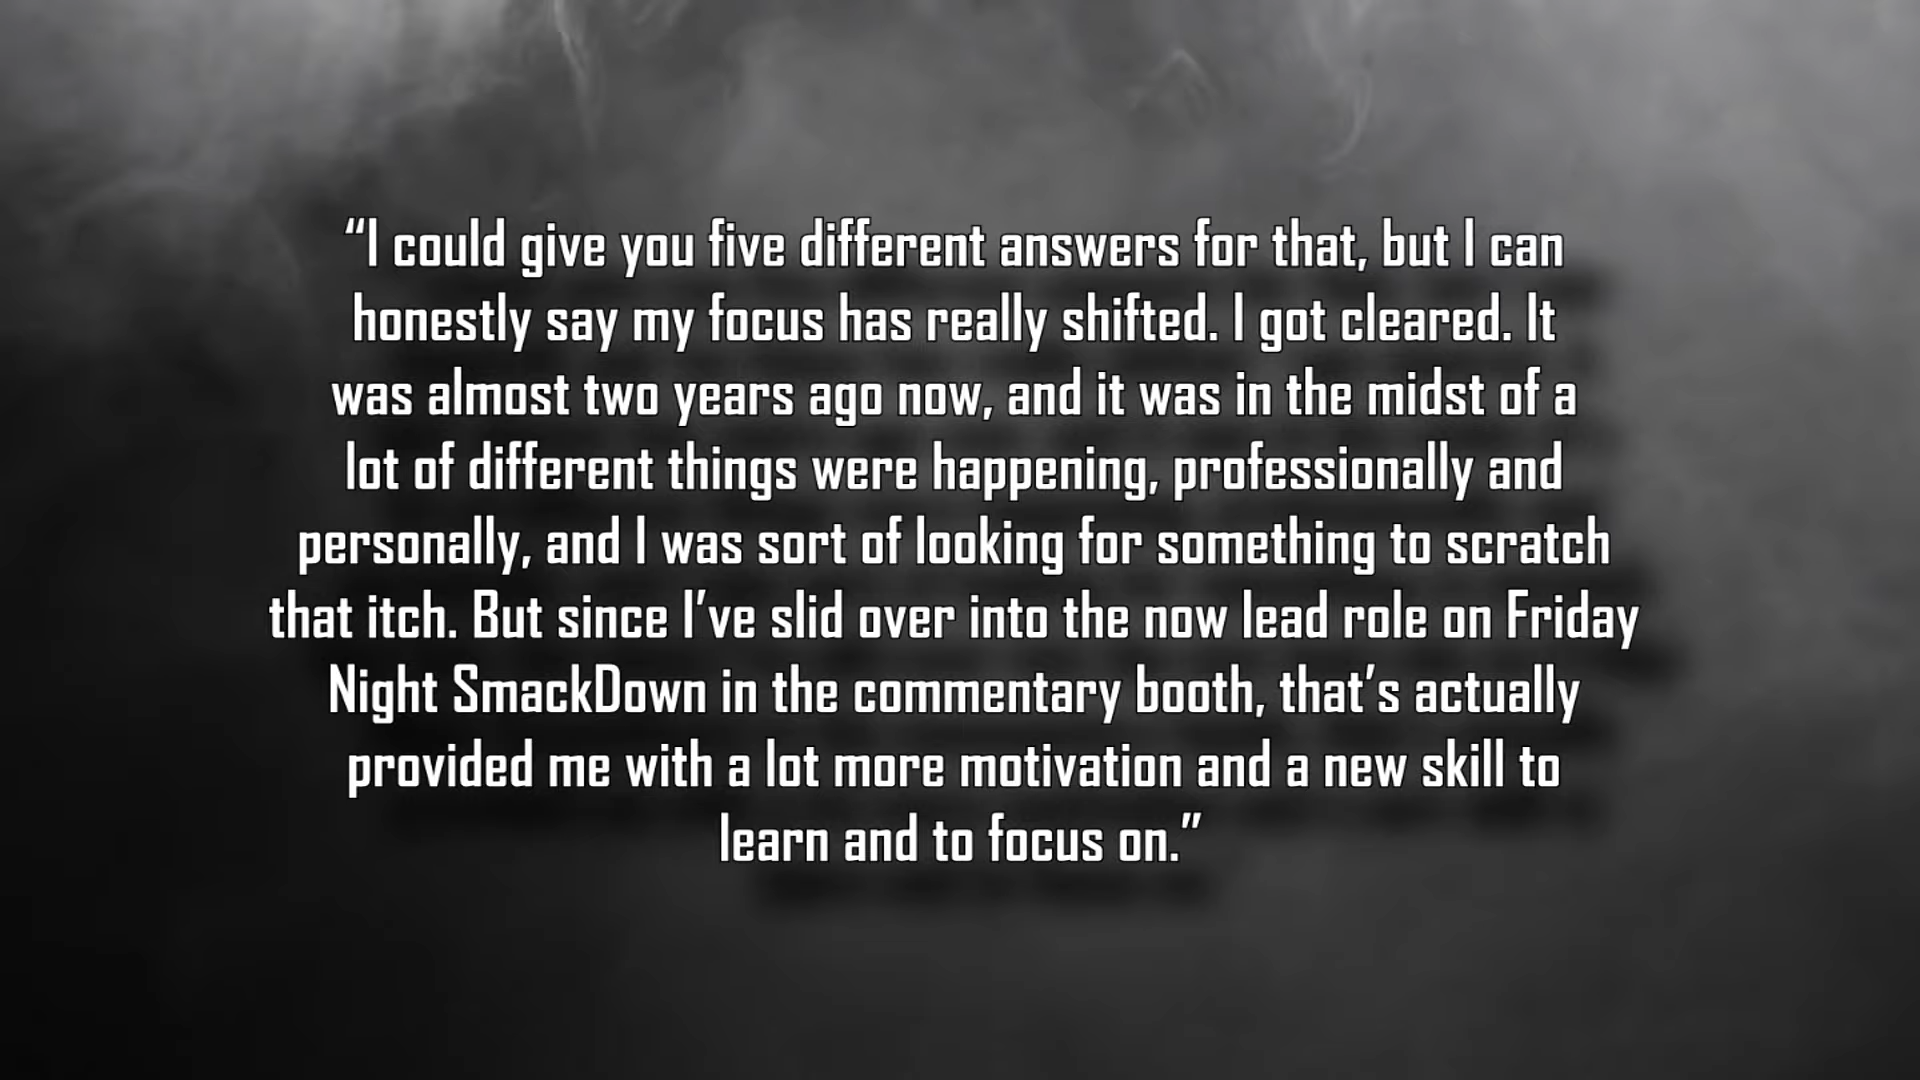 “I could give you five different answers for that, but I can
honestly say my focus has really shifted. I got cleared. It
was almost two years ago now, and it was in the midst of a
lot of different things were happening, professionally and
personally, and I was sort of looking for something to scratch
that itch. But since I’ve slid over into the now lead role on Friday
Night SmackDown in the commentary booth, that’s actually
provided me with a lot more motivation and a new skill to
learn and to focus on.”